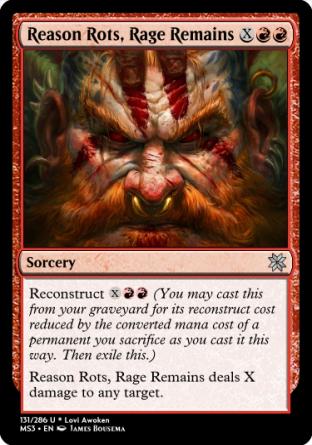 Reason Rots, Rage Remains X R R
Sorcery
Reconstruct X R R (You may cast this
from your graveyard for its reconstruct cost
reduced by the converted mana cost of a
permanent you sacrifice as you cast it
this way. Then exile this.)
Reason Rots, Rage Remains deals X
damage to any target.
131/286 U * Lovi Awoken
MS3 • EN James Bousema